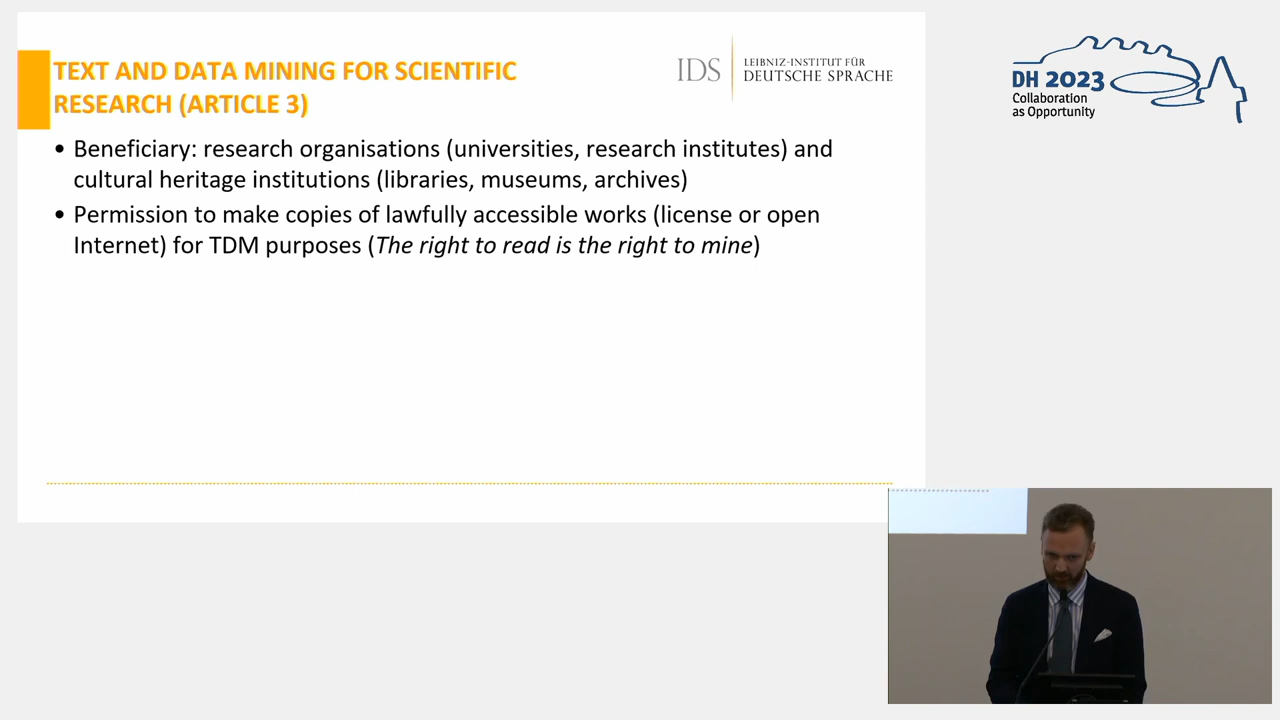 TEXT AND DATA MINING FOR SCIENTIFIC
RESEARCH (ARTICLE 3)
IDS
LEIBNIZ-INSTITUT FÜR
DEUTSCHE SPRACHE
• Beneficiary: research organisations (universities, research institutes) and
cultural heritage institutions (libraries, museums, archives)
• Permission to make copies of lawfully accessible works (license or open
Internet) for TDM purposes (The right to read is the right to mine)
DH 2023
Collaboration
as Opportunity